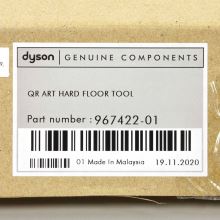 dyson GENUINE COMPONENTS
QR ART HARD FLOOR TOOL
Part number : 967422-01
01 Made In Malaysia 19.11.2020